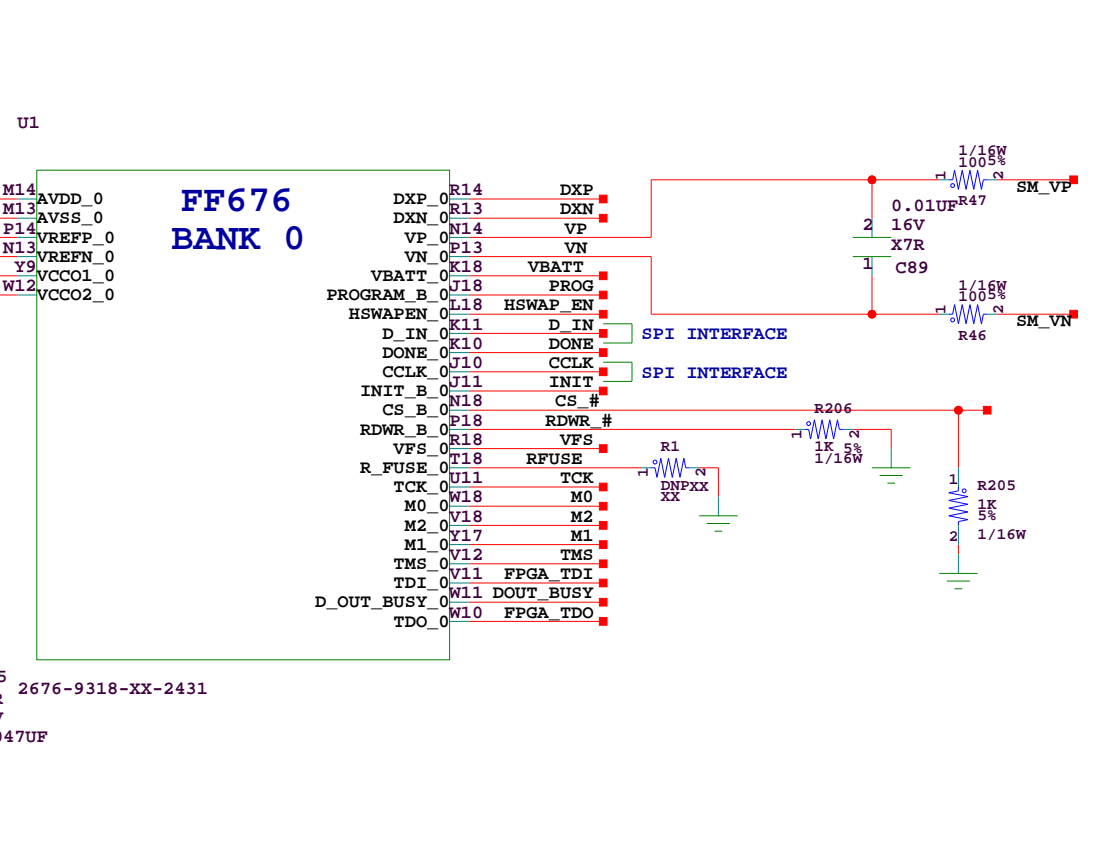 U1
FF676
BANK 0
M14 AVDD_0
M13 AVSS_0
P14 VREFP_0
N13 VREFN_0
Y9 VCCO1_0
W12 VCCO2_0
DXP_0 R14 DXP
DXN_0 R13 DXN
VP_0 N14 VP
VN_0 P13 VN
VBATT_0 K18 VBATT
PROGRAM_B_0 J18 PROG
HSWAPEN_0 L18 HSWAP_EN
D_IN_0 K11 D_IN
SPI INTERFACE
DONE_0 K10 DONE
CCLK_0 J10 CCLK
SPI INTERFACE
INIT_B_0 J11 INIT
CS_B_0 N18 CS_#
RDWR_B_0 P18 RDWR_#
VFS_0 R18 VFS
R_FUSE_0 T18 RFUSE
TCK_0 U11 TCK
M0_0 W18 M0
M2_0 V18 M2
M1_0 Y17 M1
TMS_0 V12 TMS
TDI_0 V11 FPGA_TDI
D_OUT_BUSY_0 W11 DOUT_BUSY
TDO_0 W10 FPGA_TDO
1/16W
100 5%
1 2
R47
SM_VP
0.01UF
2 16V
X7R
1 C89
1/16W
100 5%
1 2
R46
SM_VN
R206
1 2
1K 5%
1/16W
R1
1 2
DNPXX
XX
1 R205
1K
5%
2 1/16W
5
2676-9318-XX-2431
047UF